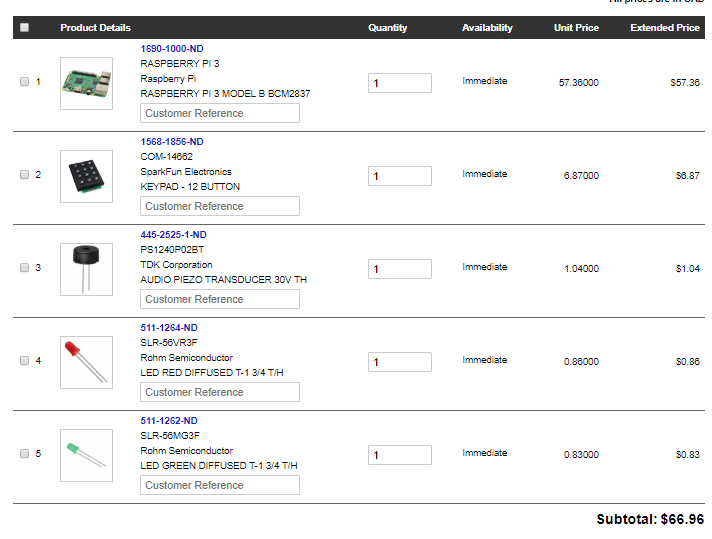 All prices are in CAD
Product Details Quantity Availability Unit Price Extended Price
1690-1000-ND
RASPBERRY PI 3
Raspberry Pi
RASPBERRY PI 3 MODEL B BCM2837
Customer Reference
1 1 Immediate 57.36000 $57.36
1568-1856-ND
COM-14662
SparkFun Electronics
KEYPAD - 12 BUTTON
Customer Reference
2 1 Immediate 6.87000 $6.87
445-2525-1-ND
PS1240P02BT
TDK Corporation
AUDIO PIEZO TRANSDUCER 30V TH
Customer Reference
3 1 Immediate 1.04000 $1.04
511-1264-ND
SLR-56VR3F
Rohm Semiconductor
LED RED DIFFUSED T-1 3/4 T/H
Customer Reference
4 1 Immediate 0.86000 $0.86
511-1262-ND
SLR-56MG3F
Rohm Semiconductor
LED GREEN DIFFUSED T-1 3/4 T/H
Customer Reference
5 1 Immediate 0.83000 $0.83
Subtotal: $66.96